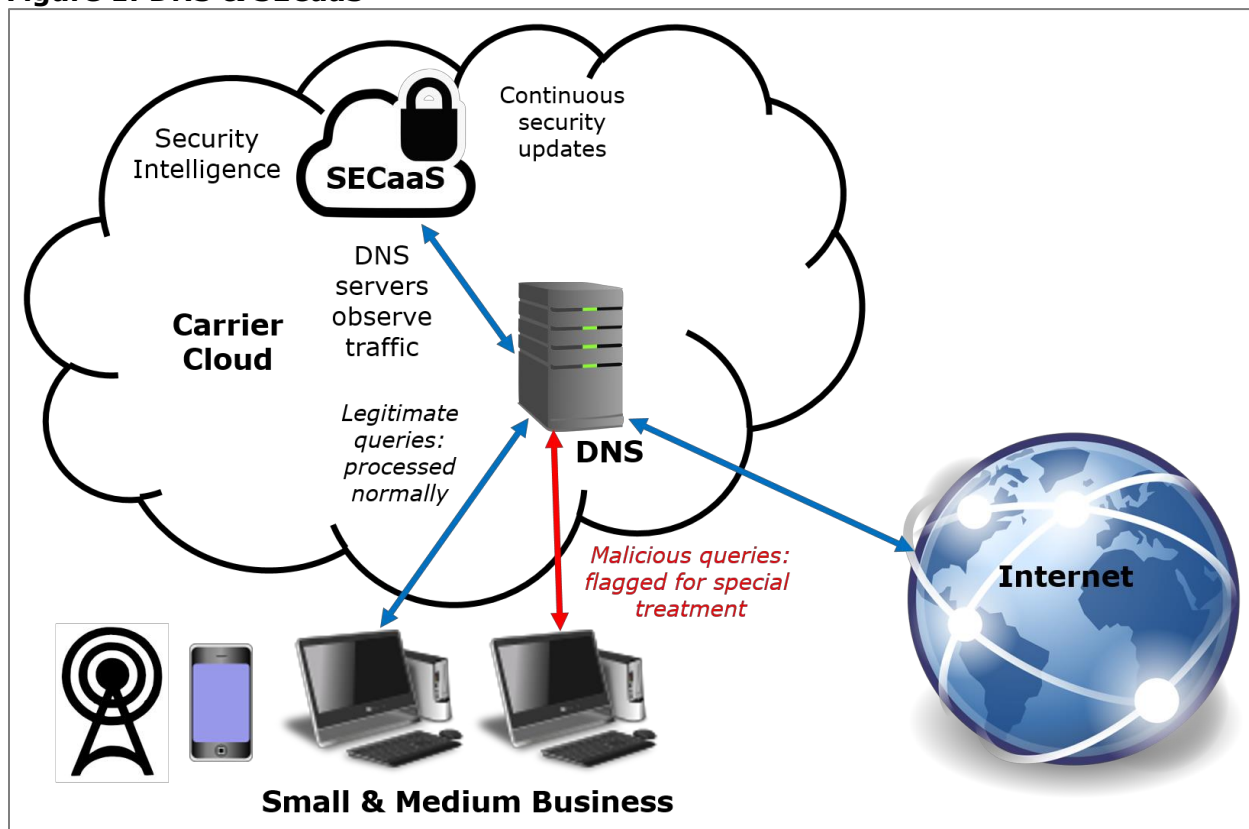 Continuous
security
updates
Security
Intelligence
SECaaS
DNS
servers
observe
traffic
Carrier
Cloud
Legitimate
queries:
processed
normally
DNS
Malicious queries:
flagged for special
treatment
Internet
Small & Medium Business